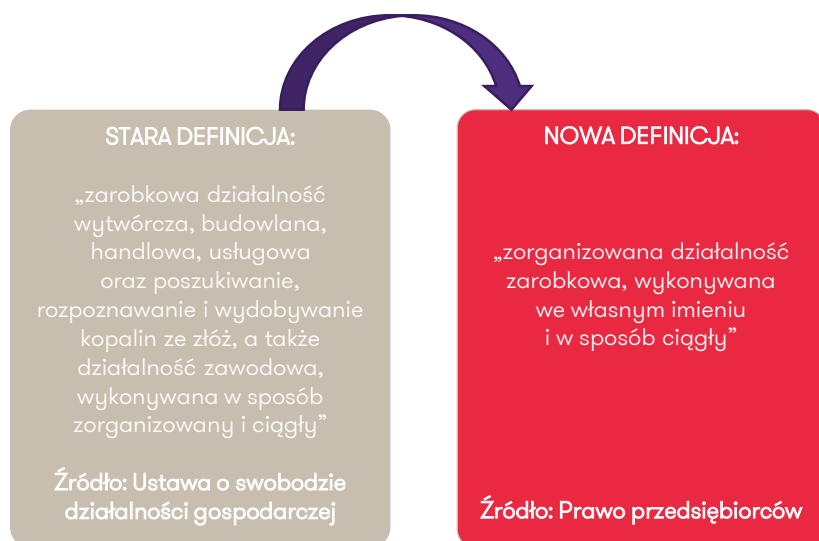 STARA DEFINICJA:
„zarobkowa działalność
wytwórcza, budowlana,
handlowa, usługowa
oraz poszukiwanie,
rozpoznawanie i wydobywanie
kopalin ze złóż, a także
działalność zawodowa,
wykonywana w sposób
zorganizowany i ciągły”
Źródło: Ustawa o swobodzie
działalności gospodarczej
NOWA DEFINICJA:
„zorganizowana działalność
zarobkowa, wykonywana
we własnym imieniu
i w sposób ciągły”
Źródło: Prawo przedsiębiorców